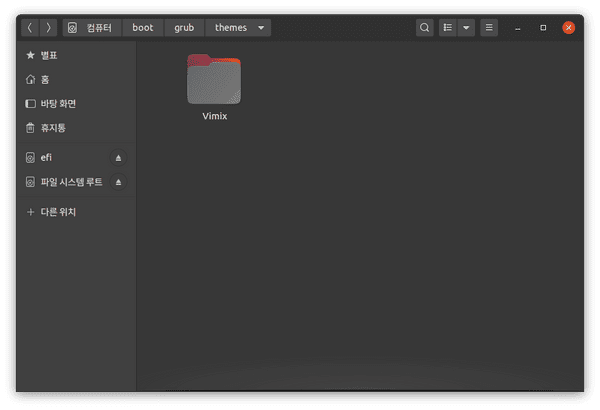 컴퓨터 boot grub themes
별표
홈
바탕 화면
휴지통
efi
파일 시스템 루트
다른 위치
Vimix